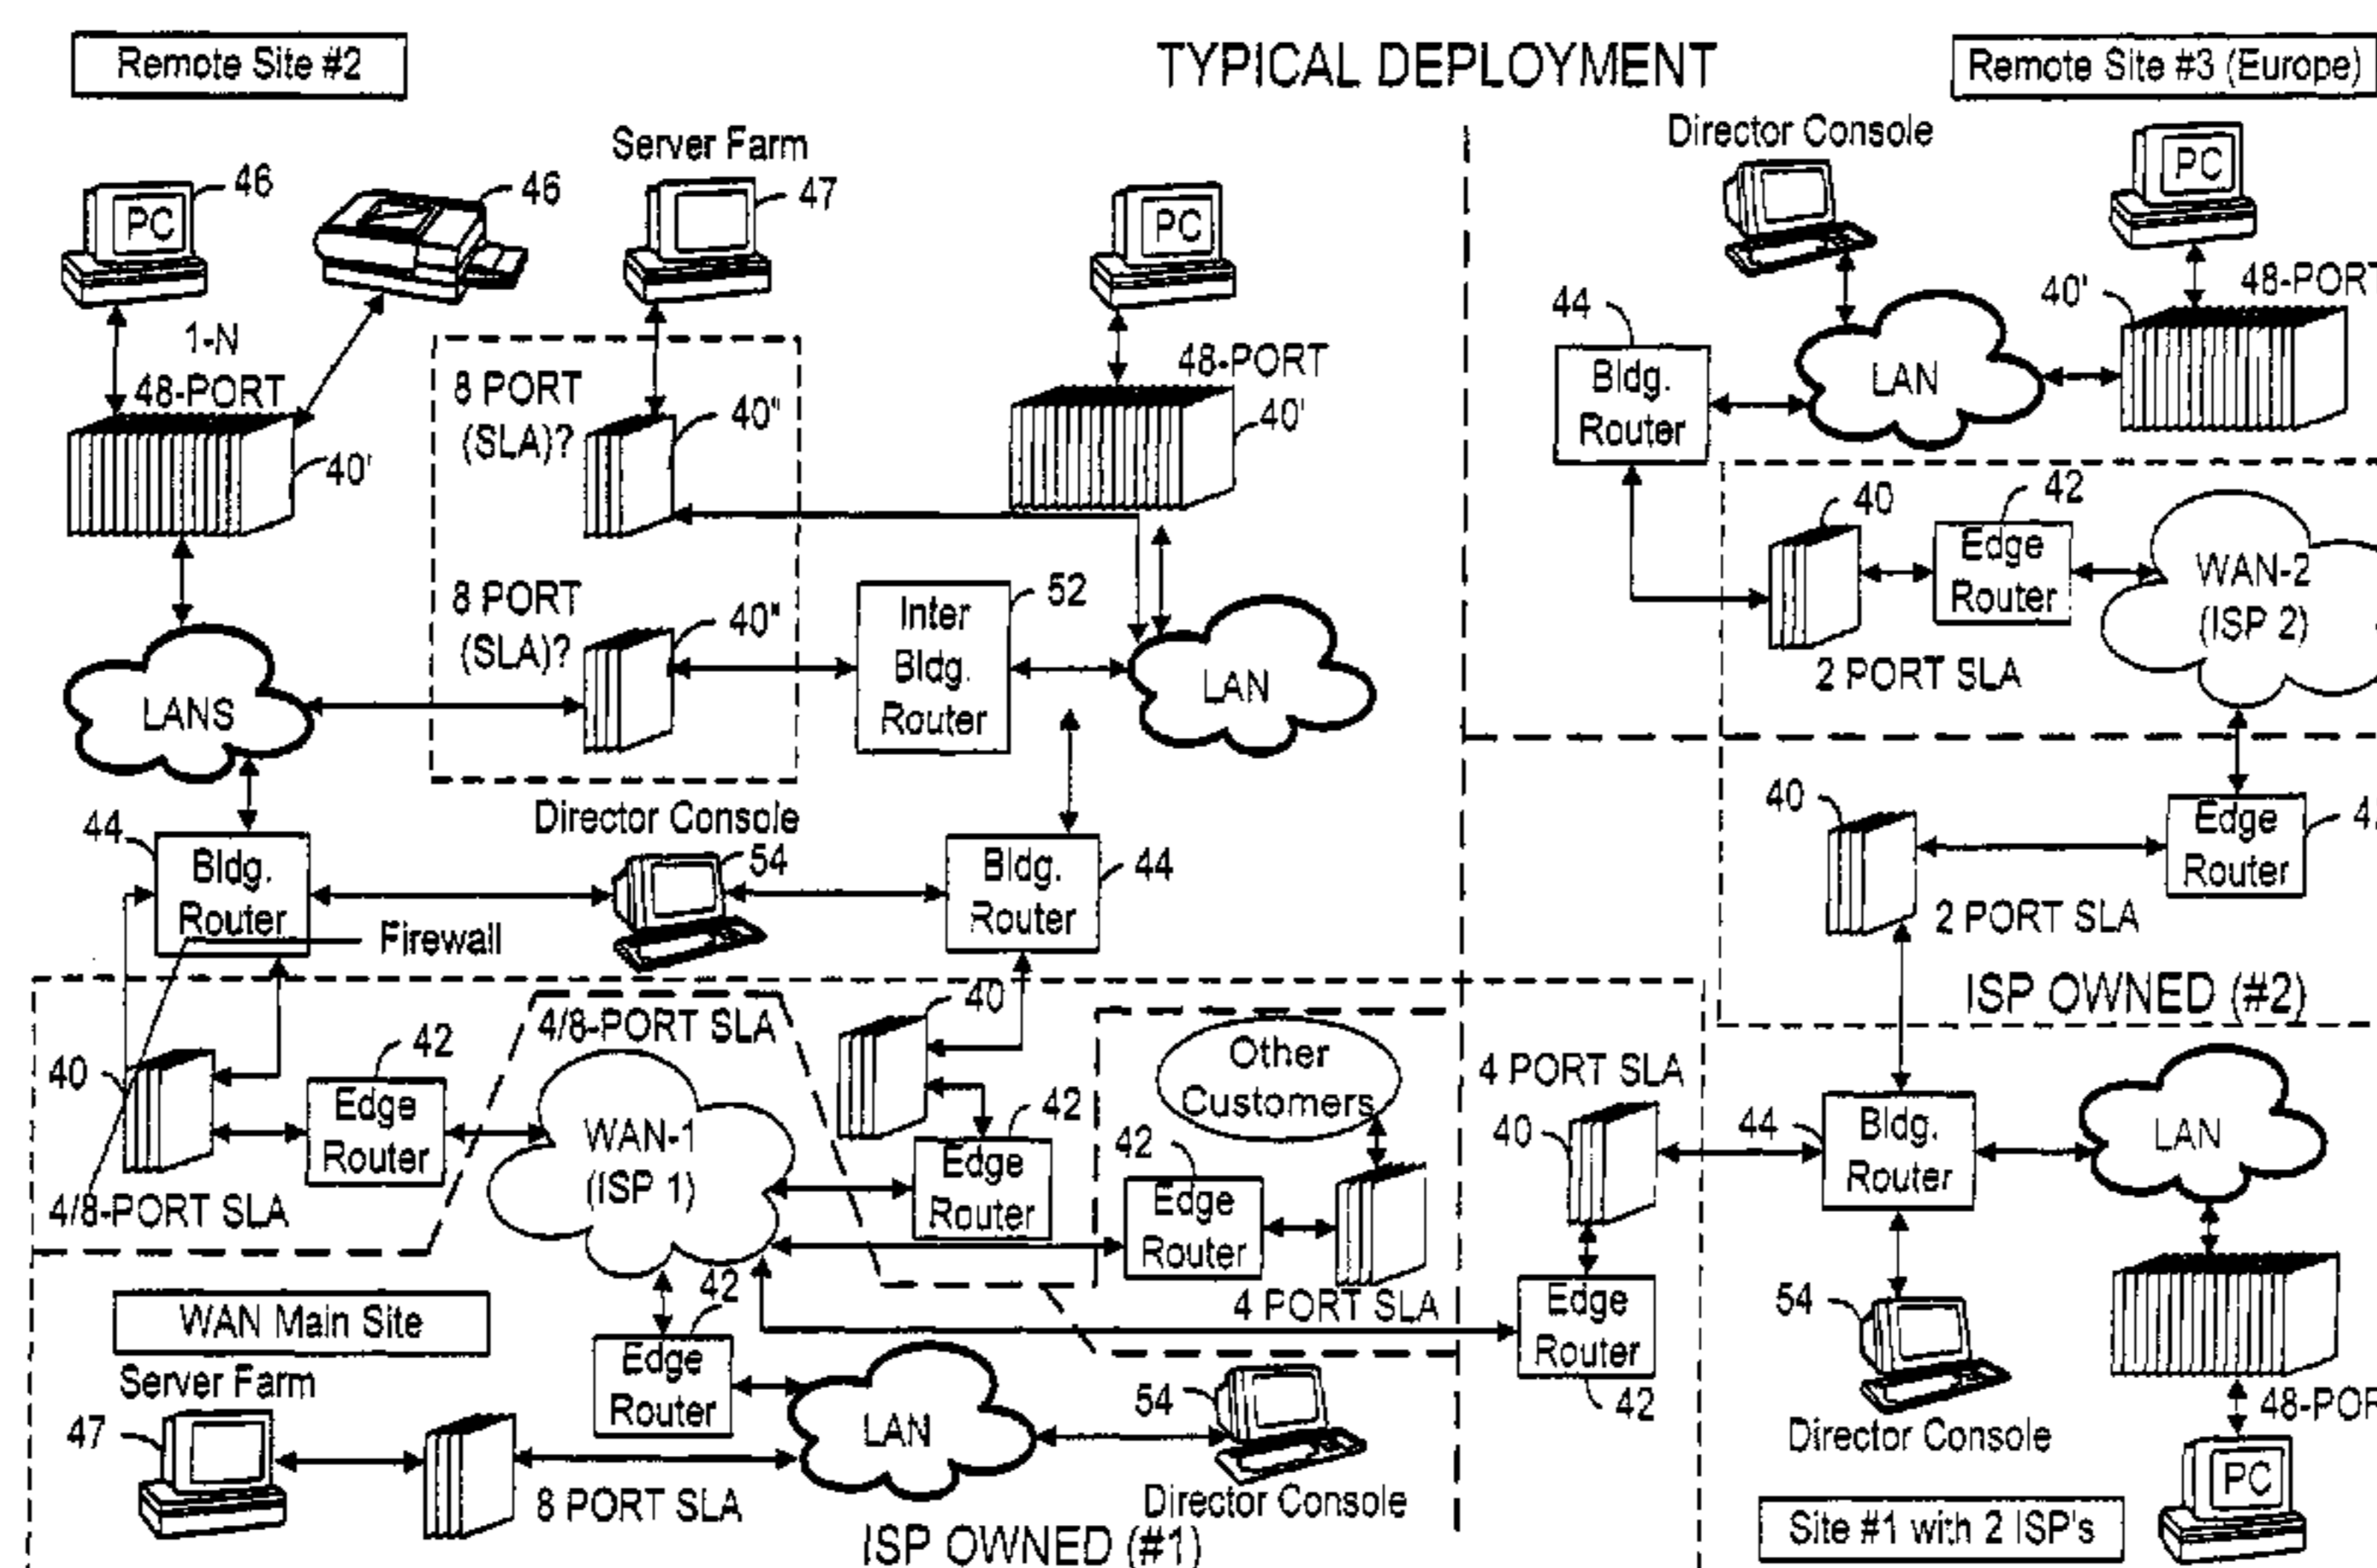 Remote Site #2
TYPICAL DEPLOYMENT
Remote Site #3 (Europe)
Server Farm
Director Console
46
46
47
PC
PC
PC
1-N
48-PORT
40'
8 PORT
(SLA)?
40"
48-PORT
40'
44
Bldg.
Router
LAN
40'
48-PORT
8 PORT
(SLA)?
40"
Inter
Bldg.
Router
52
LAN
LANS
40
42
Edge
Router
WAN-2
(ISP 2)
2 PORT SLA
44
Bldg.
Router
Firewall
Director Console
54
Bldg.
Router
44
40
Edge
Router
2 PORT SLA
ISP OWNED (#2)
40
42
Edge
Router
4/8-PORT SLA
4/8-PORT SLA
WAN-1
(ISP 1)
40
42
Edge
Router
Other
Customers
42
Edge
Router
4 PORT SLA
4 PORT SLA
40
Edge
Router
42
44
Bldg.
Router
LAN
54
Director Console
48-POR
PC
Site #1 with 2 ISP's
WAN Main Site
Server Farm
47
8 PORT SLA
42
Edge
Router
LAN
54
Director Console
ISP OWNED (#1)